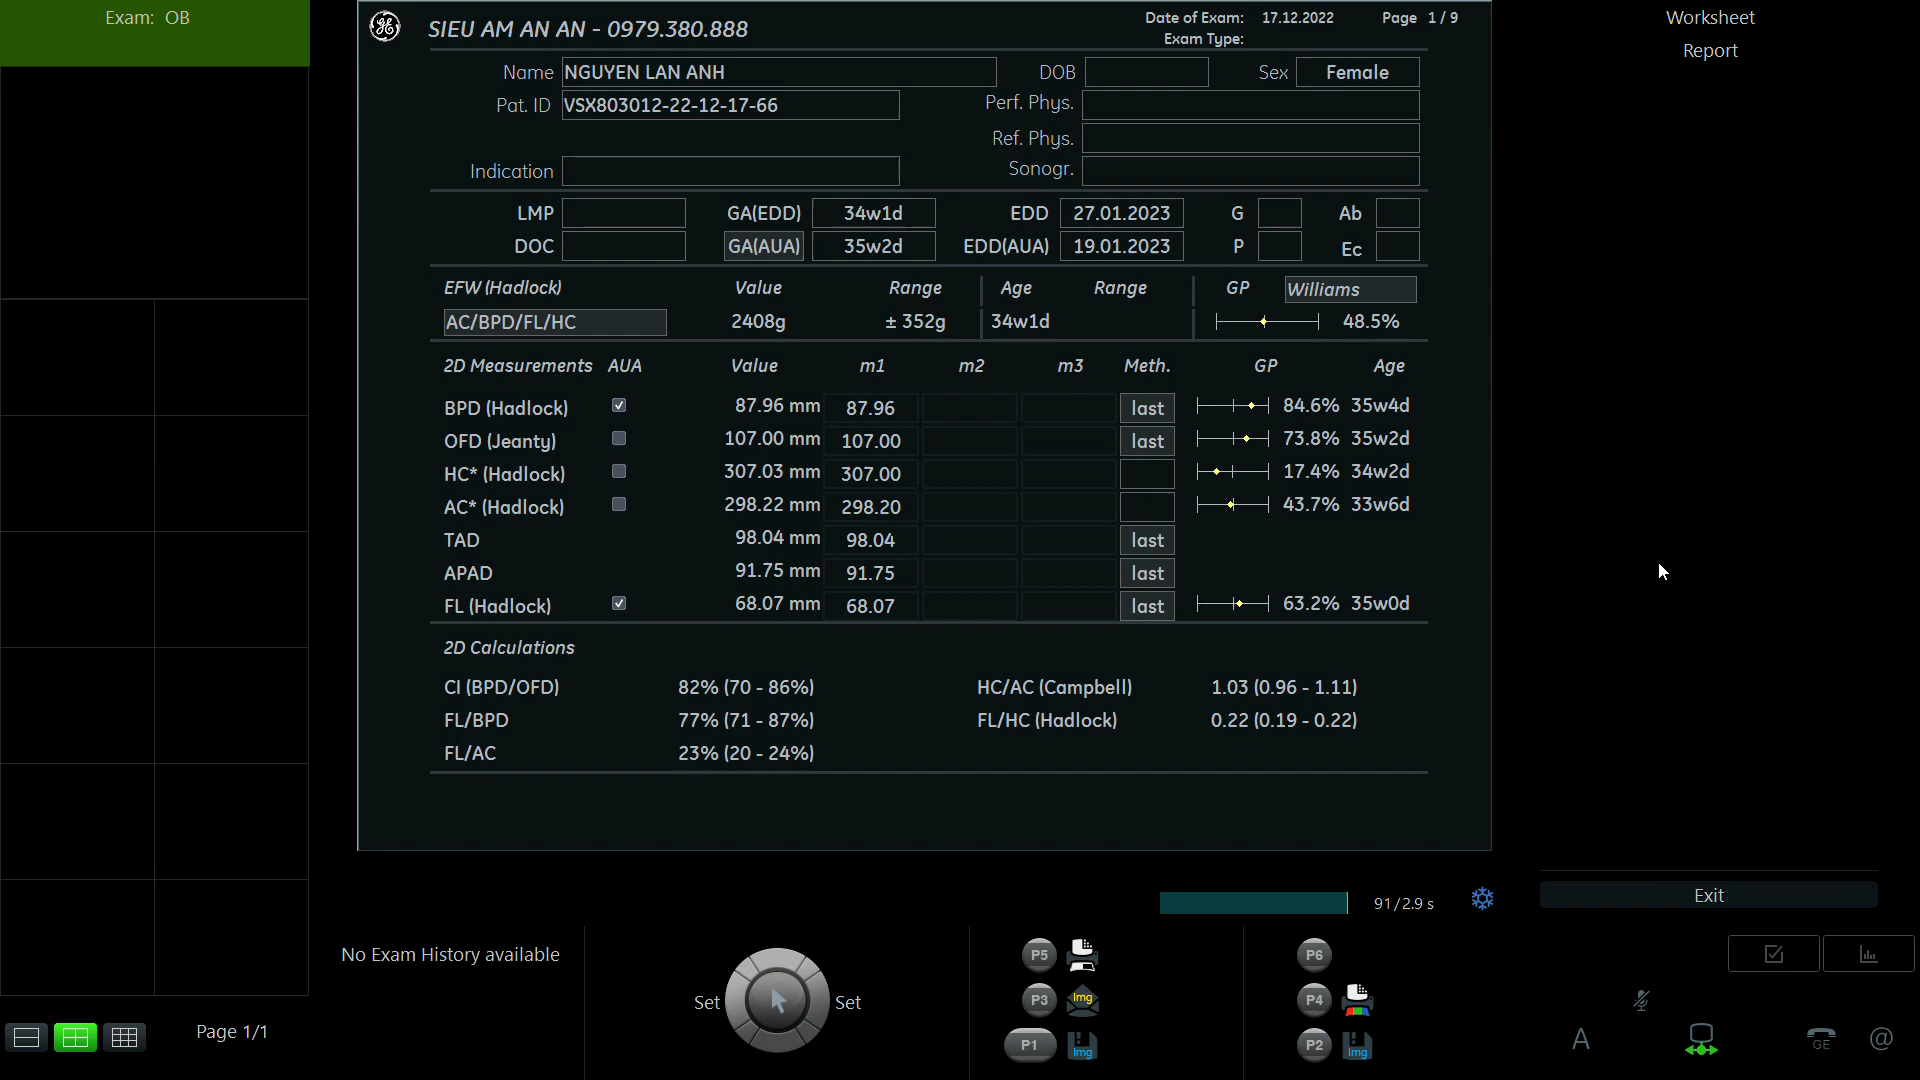 Exam: OB
SIEU AM AN AN - 0979.380.888
Date of Exam: 17.12.2022 Page 1 / 9
Exam Type:
Worksheet
Report
Name NGUYEN LAN ANH DOB Sex Female
Pat. ID VSX803012-22-12-17-66 Perf. Phys.
Ref. Phys.
Indication Sonogr.
LMP GA(EDD) 34w1d EDD 27.01.2023 G Ab
DOC GA(AUA) 35w2d EDD(AUA) 19.01.2023 P Ec
EFW (Hadlock) Value Range Age Range GP Williams
AC/BPD/FL/HC 2408g ± 352g 34w1d 48.5%
2D Measurements AUA Value m1 m2 m3 Meth. GP Age
BPD (Hadlock) 87.96 mm 87.96 last 84.6% 35w4d
OFD (Jeanty) 107.00 mm 107.00 last 73.8% 35w2d
HC* (Hadlock) 307.03 mm 307.00 17.4% 34w2d
AC* (Hadlock) 298.22 mm 298.20 43.7% 33w6d
TAD 98.04 mm 98.04 last
APAD 91.75 mm 91.75 last
FL (Hadlock) 68.07 mm 68.07 last 63.2% 35w0d
2D Calculations
CI (BPD/OFD) 82% (70 - 86%) HC/AC (Campbell) 1.03 (0.96 - 1.11)
FL/BPD 77% (71 - 87%) FL/HC (Hadlock) 0.22 (0.19 - 0.22)
FL/AC 23% (20 - 24%)
91/2.9 s
Exit
No Exam History available
Set Set
P5 P6
P3 Img P4
P1 Img P2 Img
Page 1/1
A GE @